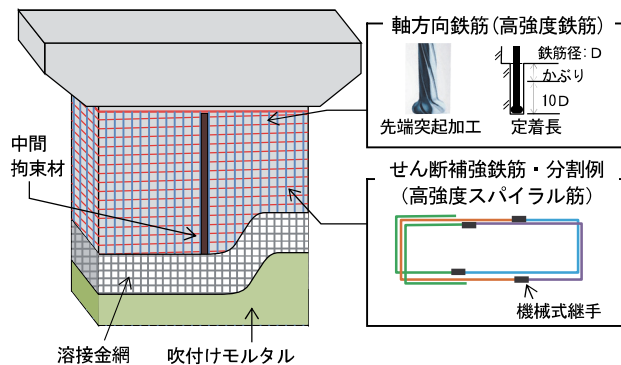 軸方向鉄筋(高強度鉄筋)
鉄筋径：D
かぶり
10D
先端突起加工
定着長
中間
拘束材
せん断補強鉄筋・分割例
(高強度スパイラル筋)
機械式継手
溶接金網
吹付けモルタル